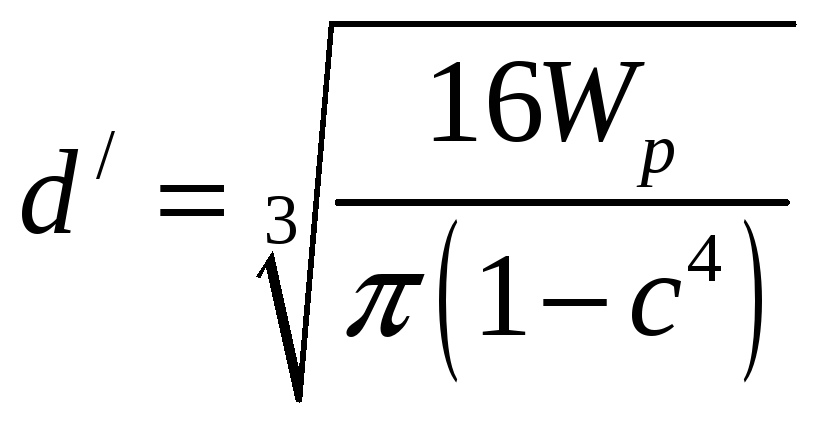 d ′ = ∛(16W_p / π(1 − c⁴))